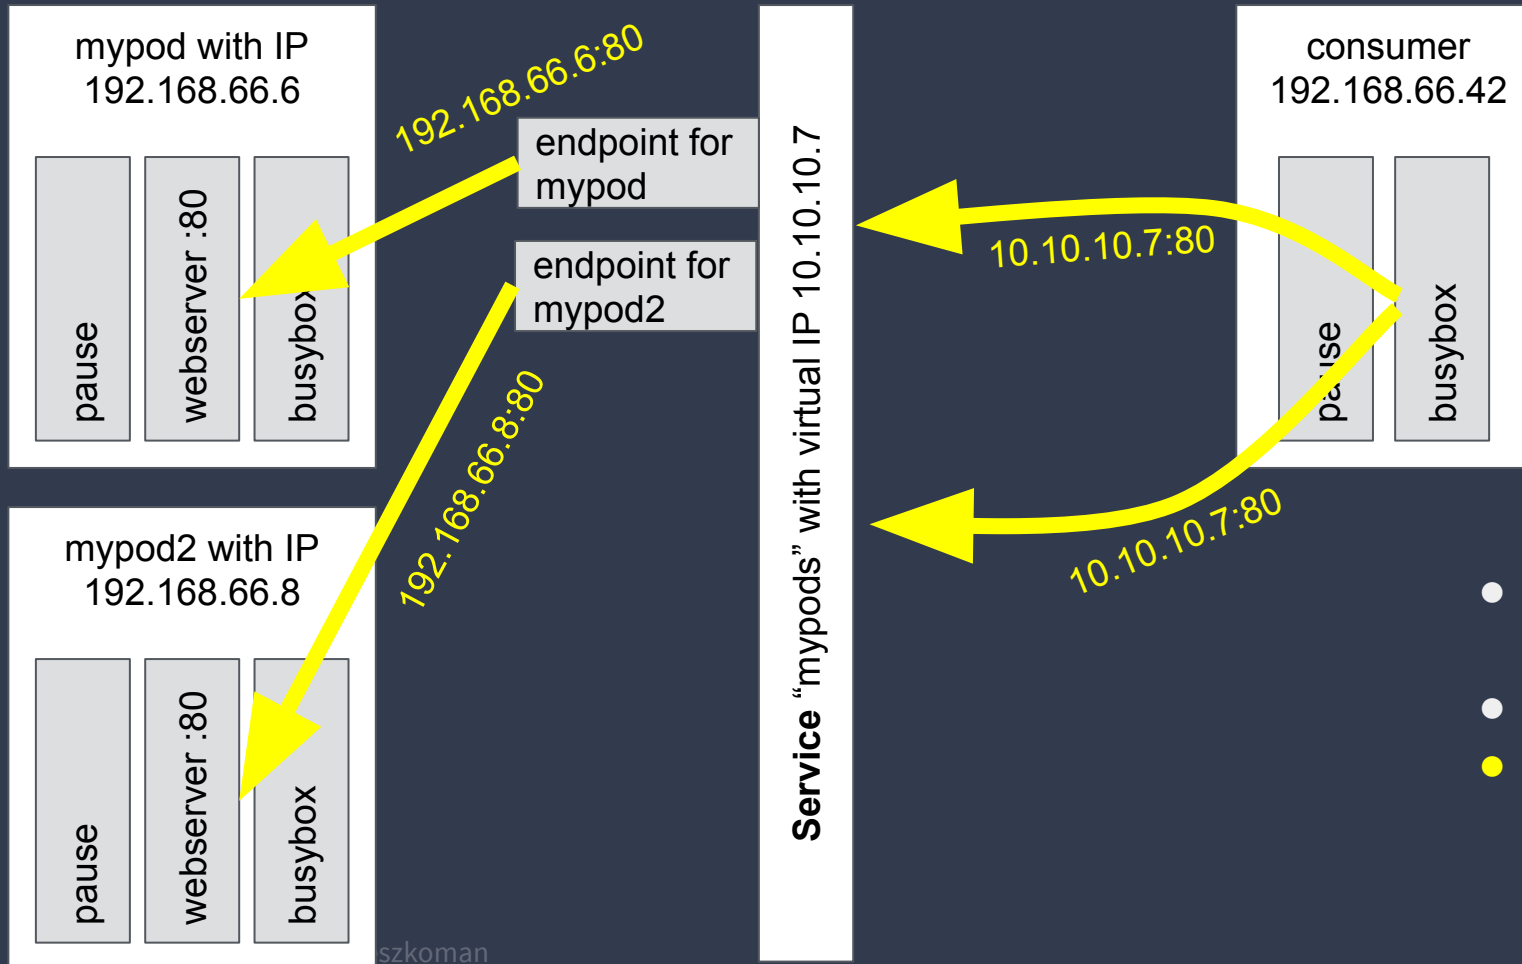 mypod with IP
192.168.66.6
pause
webserver :80
busybox
192.168.66.6:80
endpoint for
mypod
endpoint for
mypod2
192.168.66.8:80
mypod2 with IP
192.168.66.8
pause
webserver :80
busybox
Service “mypods” with virtual IP 10.10.10.7
10.10.10.7:80
10.10.10.7:80
consumer
192.168.66.42
pause
busybox
szkoman